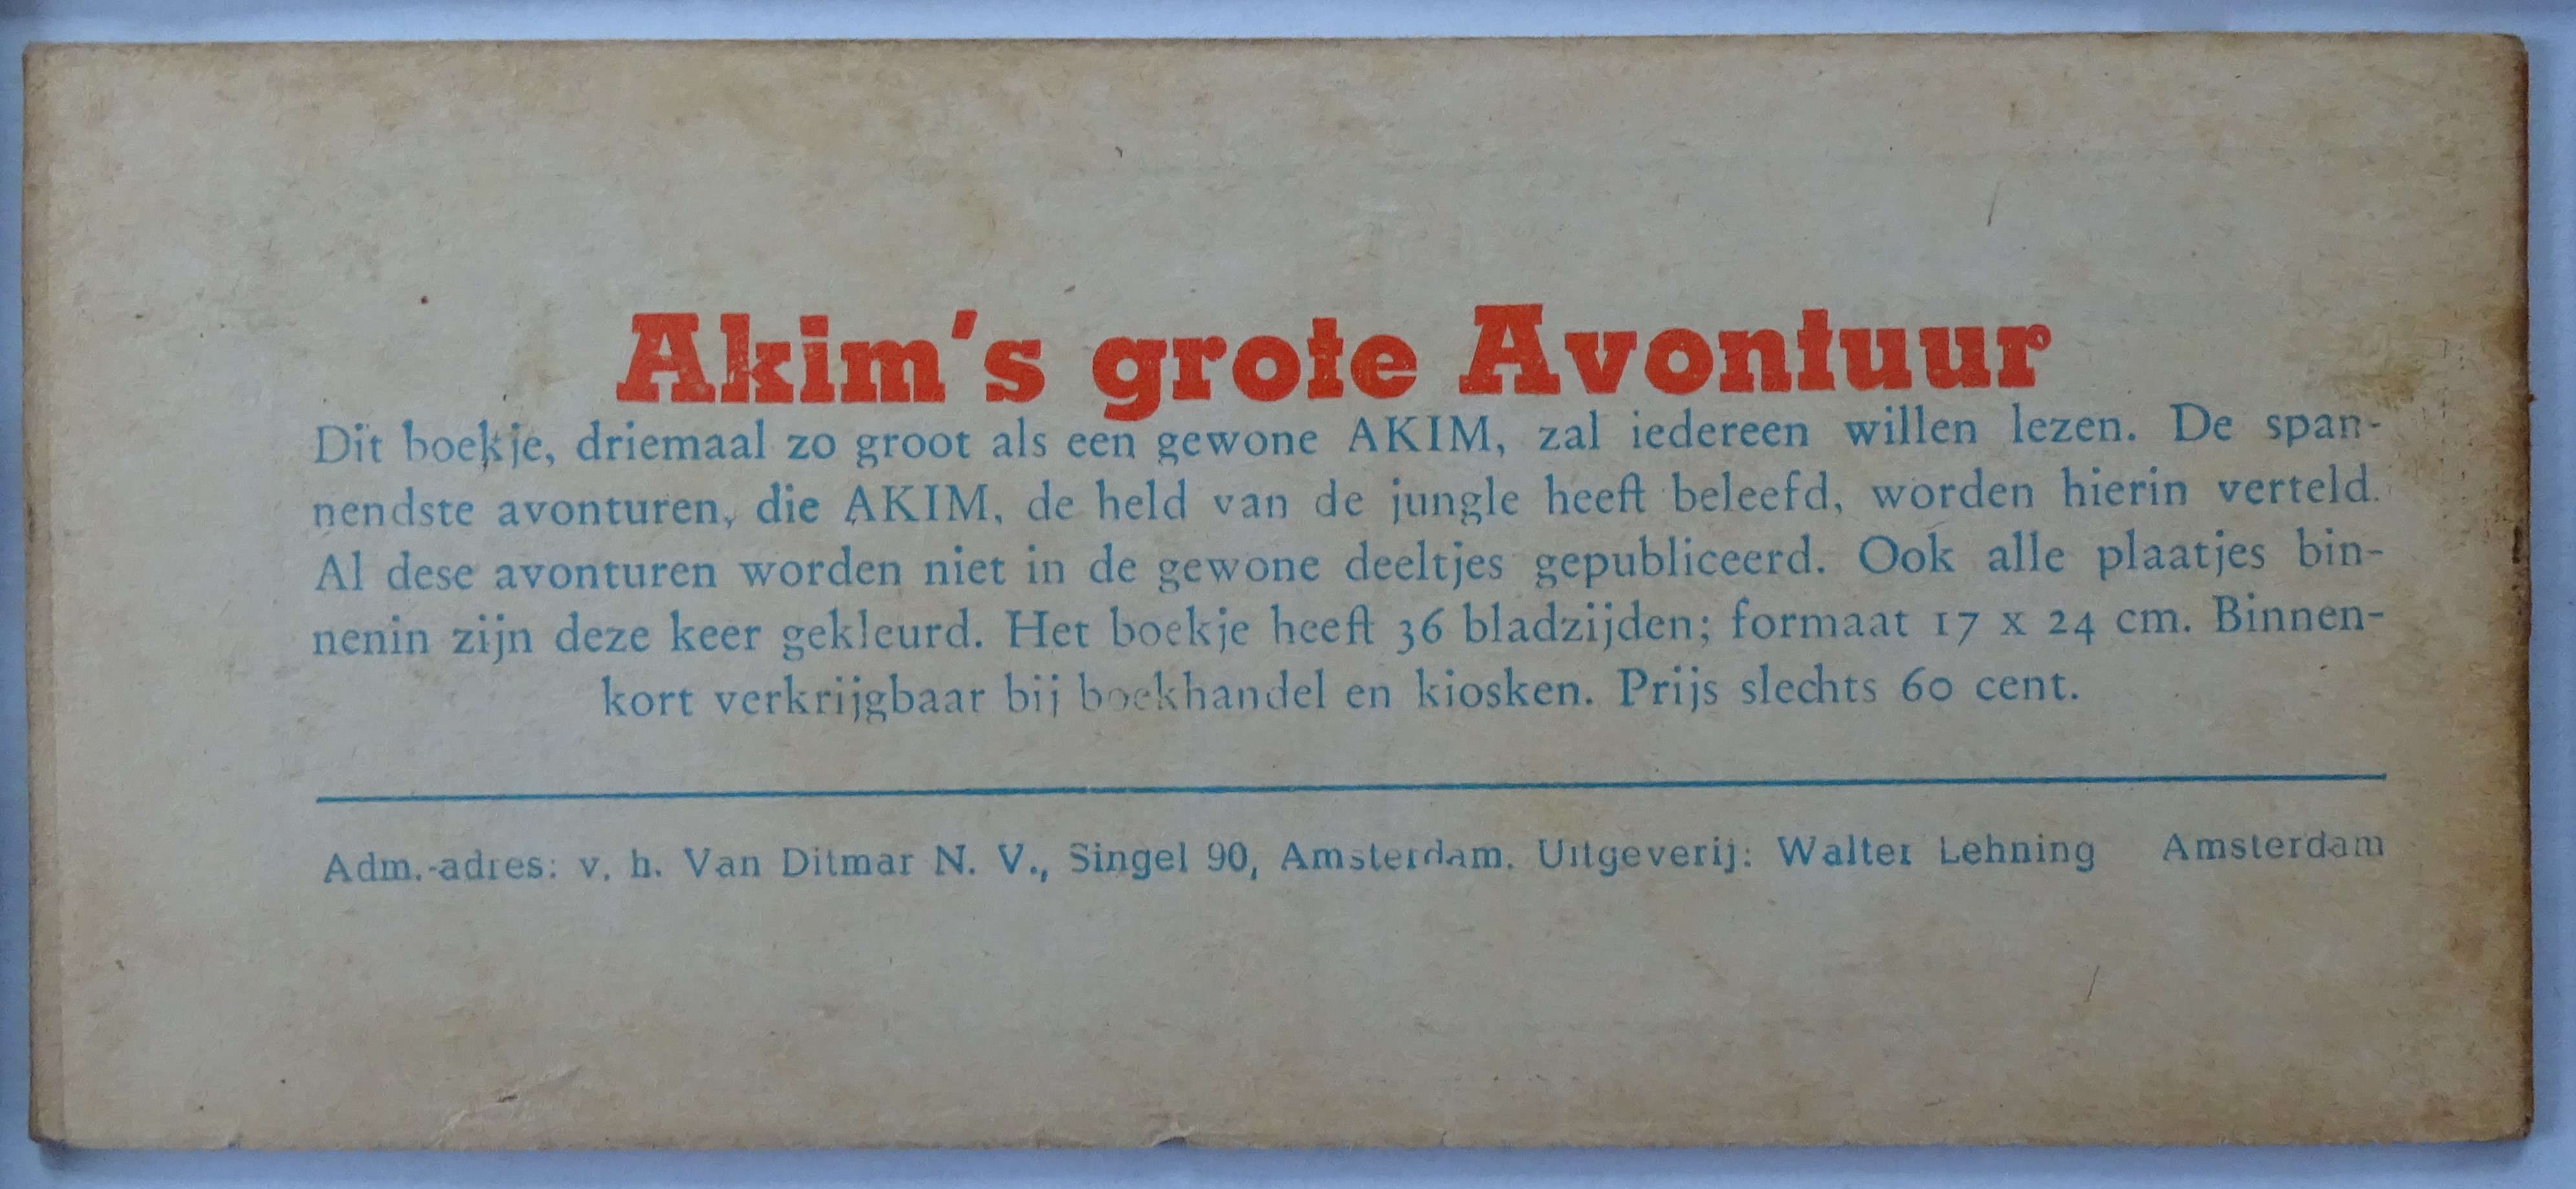 Akim's grote Avontuur
Dit boekje, driemaal zo groot als een gewone AKIM, zal iedereen willen lezen. De span-
nendste avonturen, die AKIM, de held van de jungle heeft beleefd, worden hierin verteld.
Al dese avonturen worden niet in de gewone deeltjes gepubliceerd. Ook alle plaatjes bin-
nenin zijn deze keer gekleurd. Het boekje heeft 36 bladzijden; formaat 17 x 24 cm. Binnen-
kort verkrijgbaar bij boekhandel en kiosken. Prijs slechts 60 cent.
Adm.-adres: v. h. Van Ditmar N. V., Singel 90, Amsterdam. Uitgeverij: Walter Lehning Amsterdam